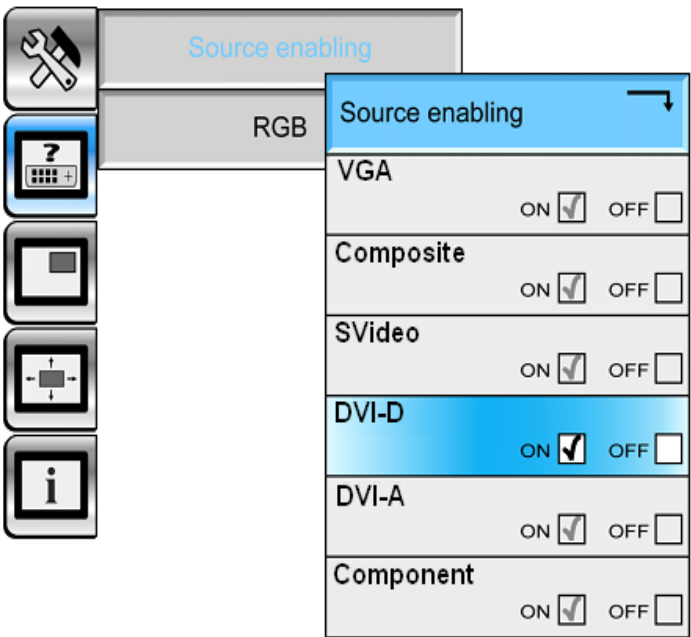 Source enabling
RGB
Source enabling
VGA
ON OFF
Composite
ON OFF
SVideo
ON OFF
DVI-D
ON OFF
DVI-A
ON OFF
Component
ON OFF
?
+
i